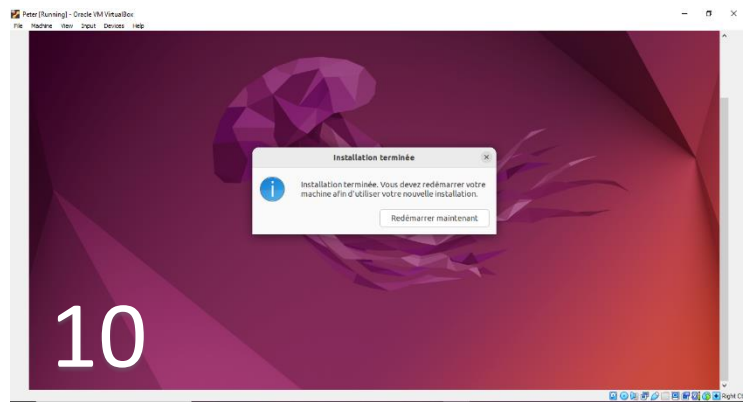 Peter [Running] - Oracle VM VirtualBox
File Machine View Input Devices Help
Installation terminée
Installation terminée. Vous devez redémarrer votre
machine afin d'utiliser votre nouvelle installation.
Redémarrer maintenant
10
Right Ct